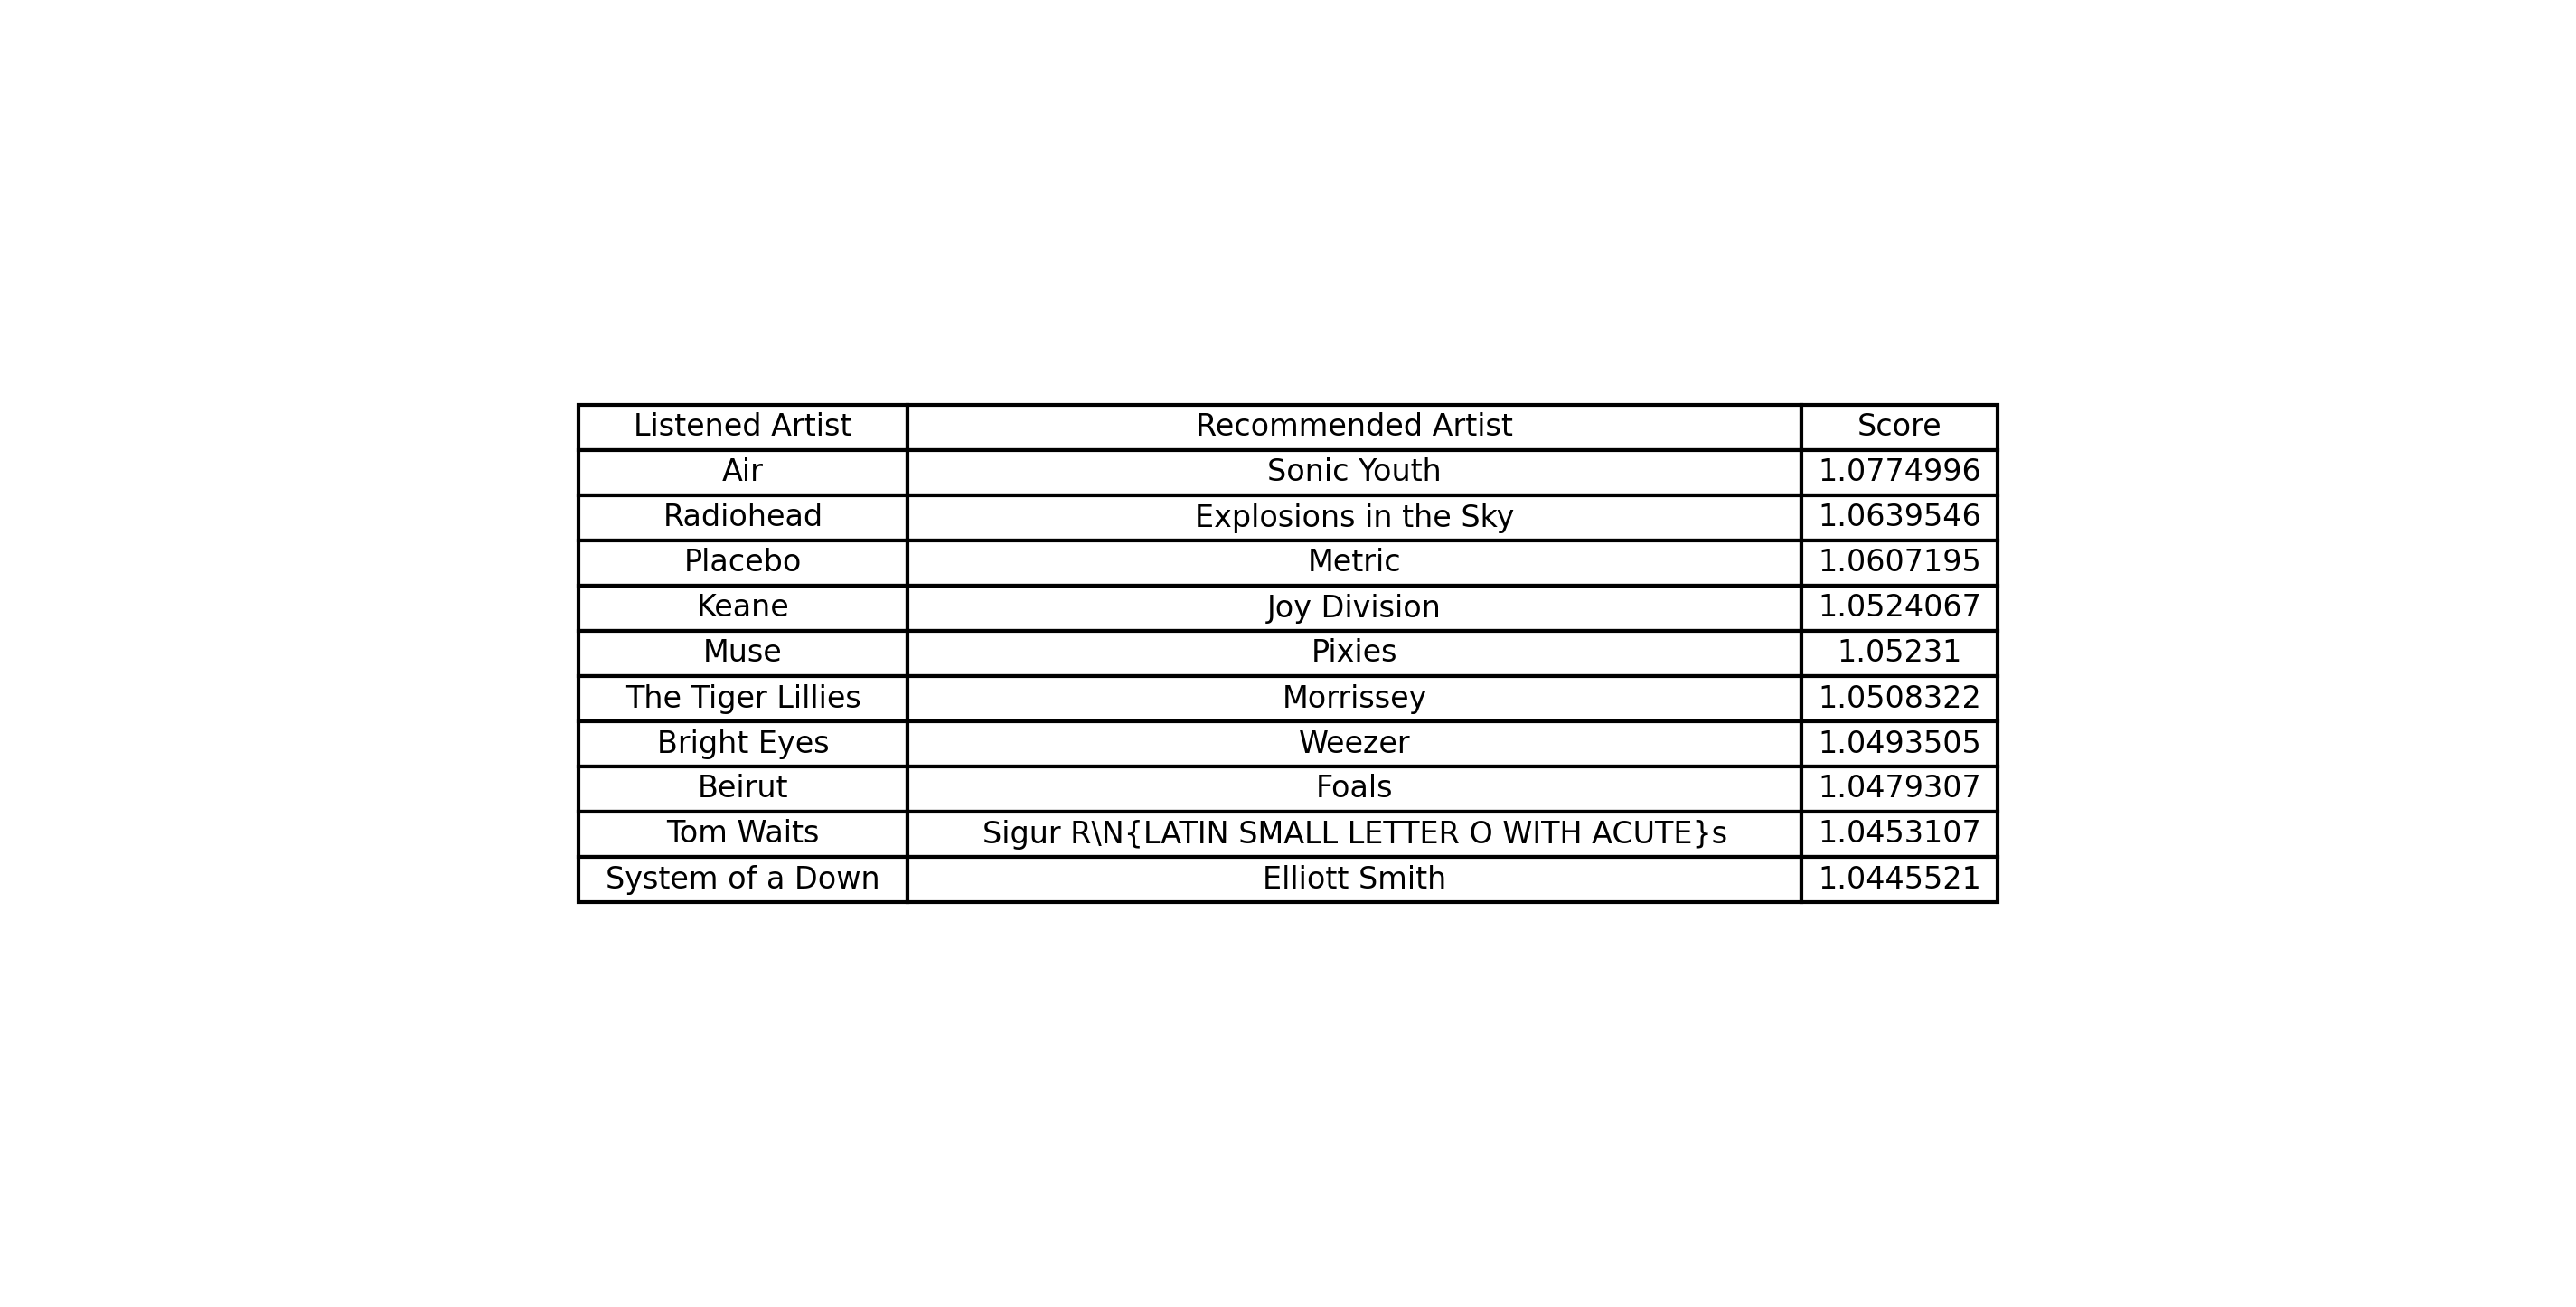 Listened Artist Recommended Artist Score
Air Sonic Youth 1.0774996
Radiohead Explosions in the Sky 1.0639546
Placebo Metric 1.0607195
Keane Joy Division 1.0524067
Muse Pixies 1.05231
The Tiger Lillies Morrissey 1.0508322
Bright Eyes Weezer 1.0493505
Beirut Foals 1.0479307
Tom Waits Sigur R\N{LATIN SMALL LETTER O WITH ACUTE}s 1.0453107
System of a Down Elliott Smith 1.0445521